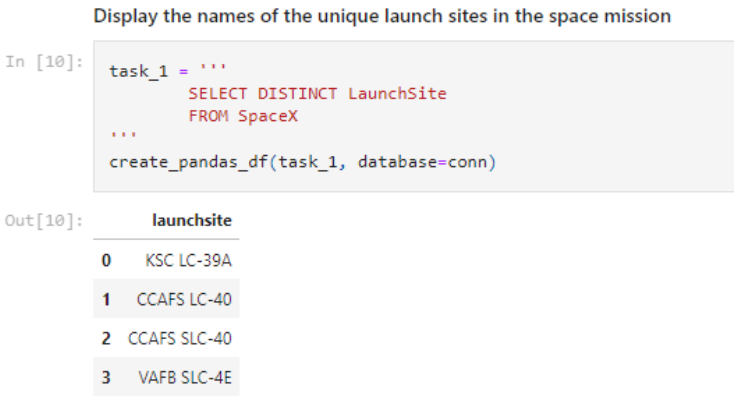 Display the names of the unique launch sites in the space mission
In [10]: task_1 = '''
SELECT DISTINCT LaunchSite
FROM SpaceX
'''
create_pandas_df(task_1, database=conn)
Out[10]: launchsite
0 KSC LC-39A
1 CCAFS LC-40
2 CCAFS SLC-40
3 VAFB SLC-4E